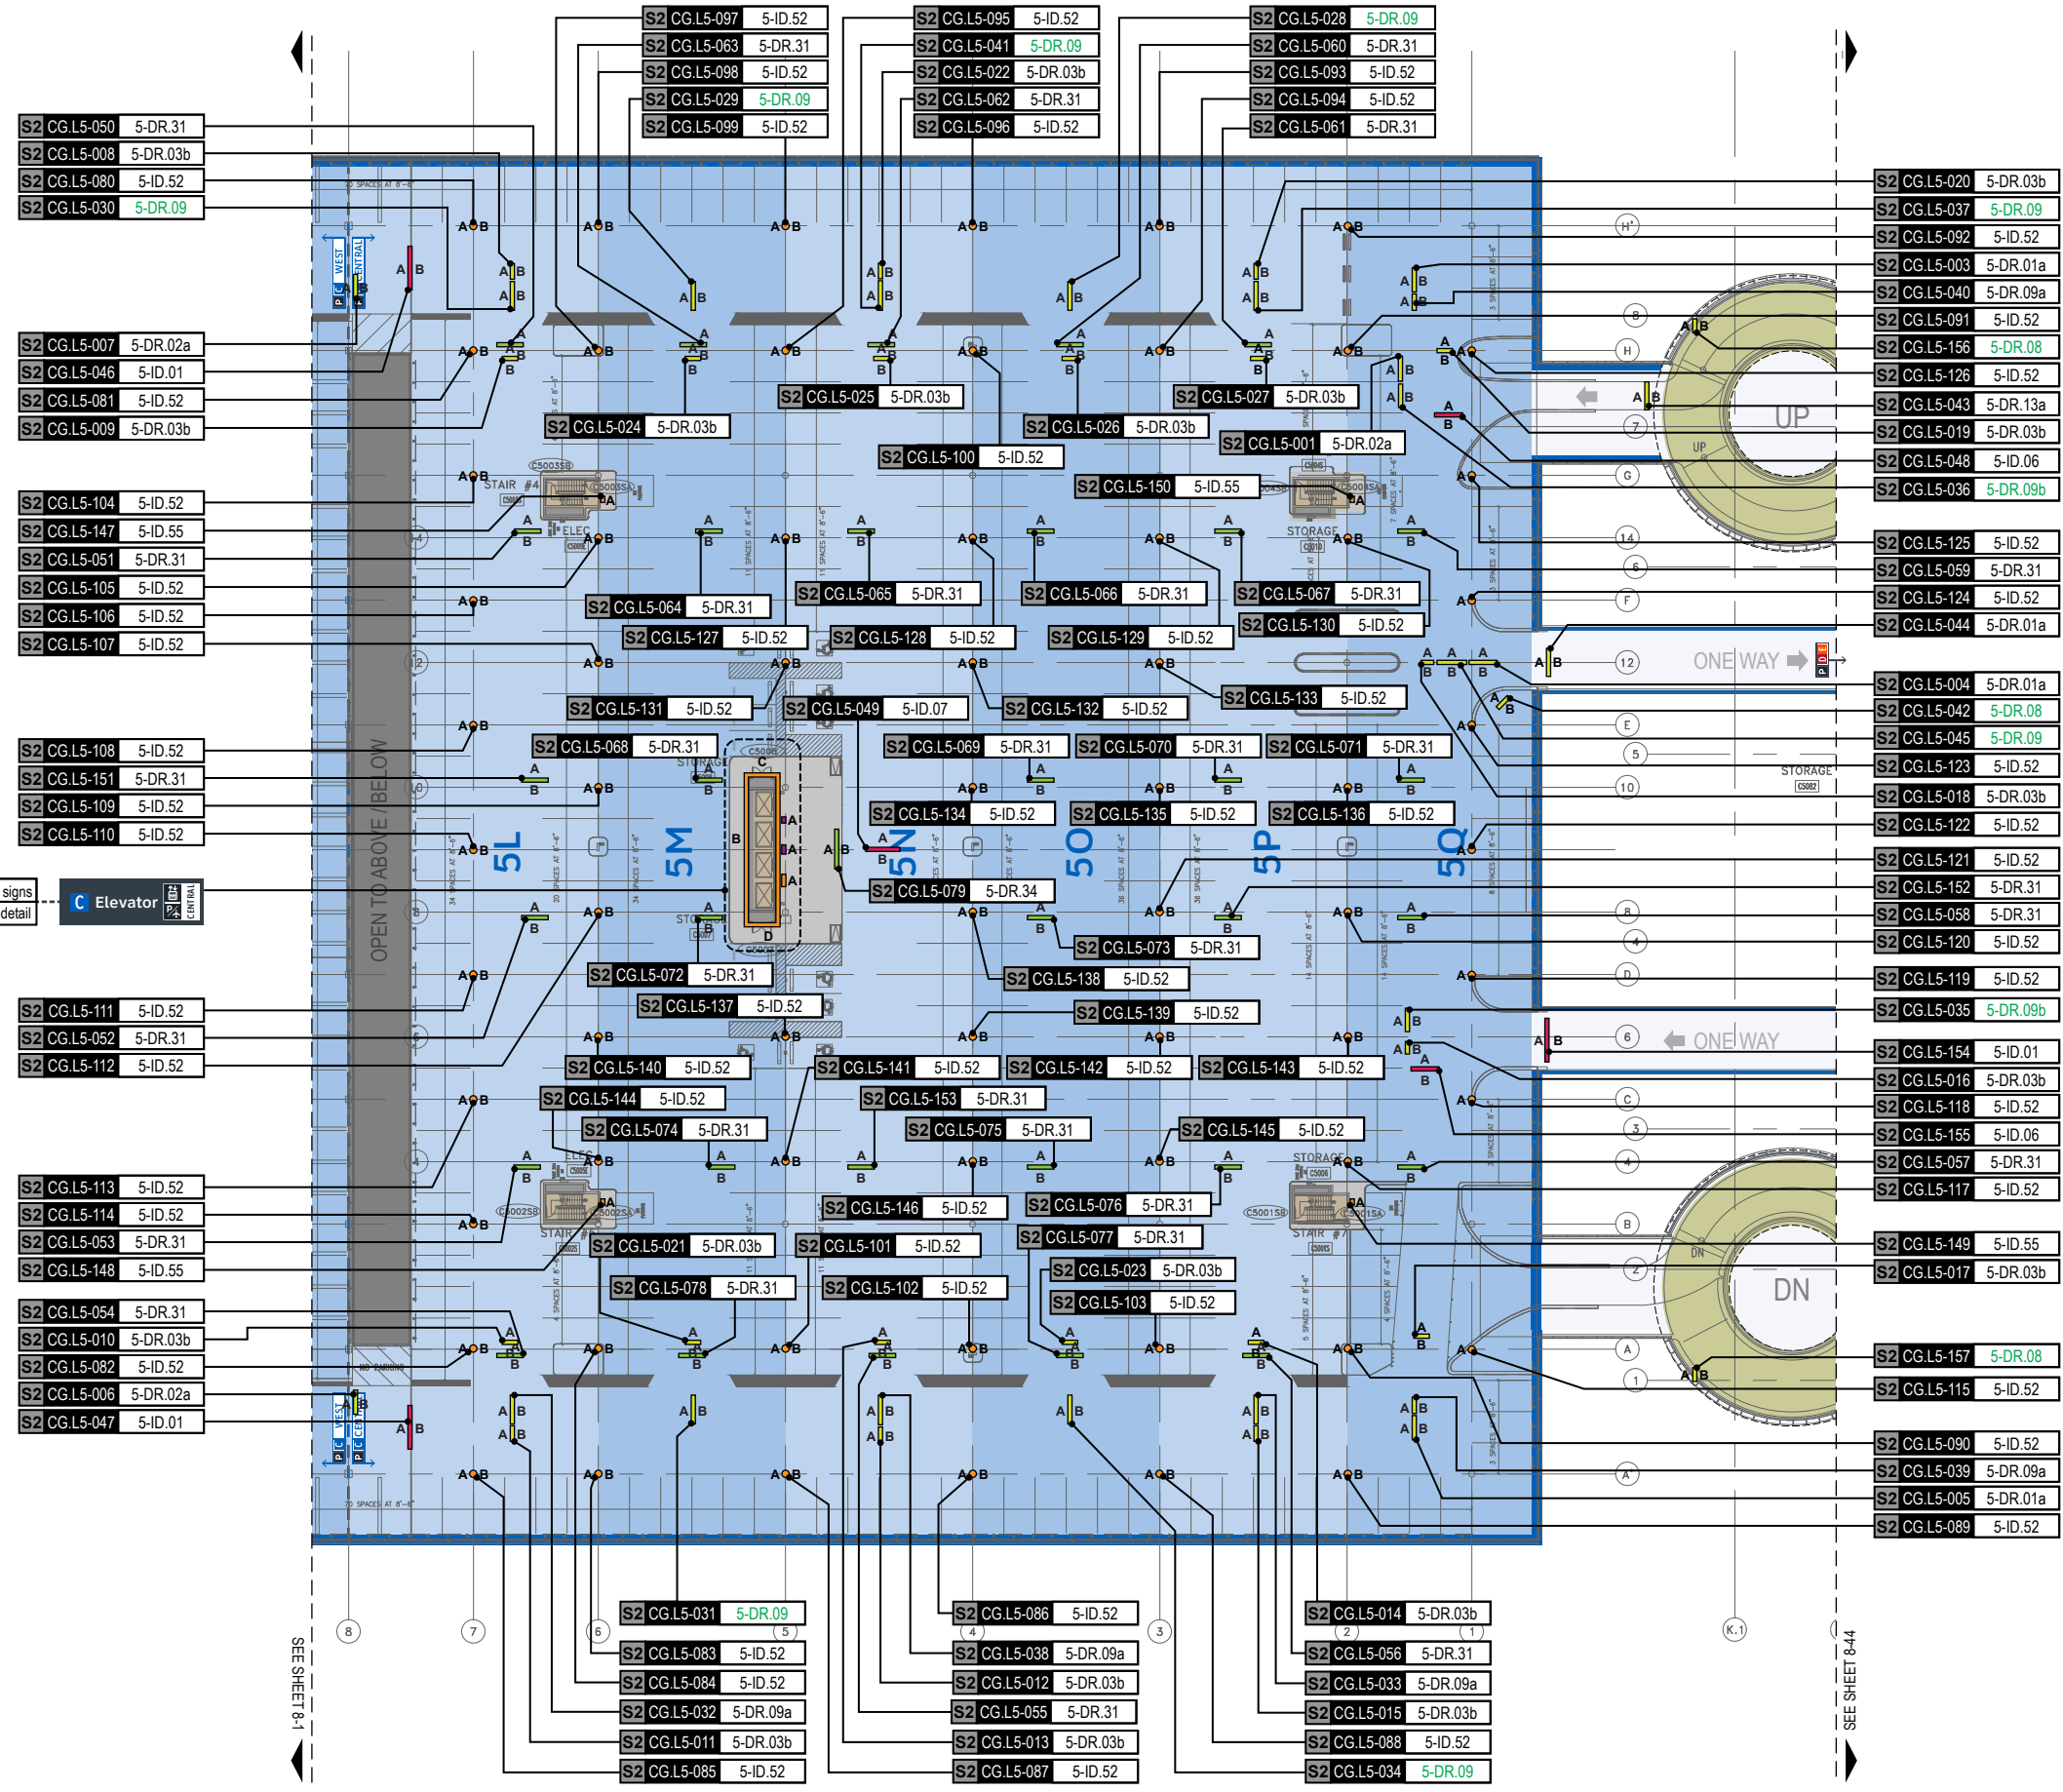 S2 CG.L5-097 5-ID.52
S2 CG.L5-063 5-DR.31
S2 CG.L5-098 5-ID.52
S2 CG.L5-029 5-DR.09
S2 CG.L5-099 5-ID.52
S2 CG.L5-095 5-ID.52
S2 CG.L5-041 5-DR.09
S2 CG.L5-022 5-DR.03b
S2 CG.L5-062 5-DR.31
S2 CG.L5-096 5-ID.52
S2 CG.L5-028 5-DR.09
S2 CG.L5-060 5-DR.31
S2 CG.L5-093 5-ID.52
S2 CG.L5-094 5-ID.52
S2 CG.L5-061 5-DR.31
S2 CG.L5-050 5-DR.31
S2 CG.L5-008 5-DR.03b
S2 CG.L5-080 5-ID.52
S2 CG.L5-030 5-DR.09
S2 CG.L5-007 5-DR.02a
S2 CG.L5-046 5-ID.01
S2 CG.L5-081 5-ID.52
S2 CG.L5-009 5-DR.03b
S2 CG.L5-104 5-ID.52
S2 CG.L5-147 5-ID.55
S2 CG.L5-051 5-DR.31
S2 CG.L5-105 5-ID.52
S2 CG.L5-106 5-ID.52
S2 CG.L5-107 5-ID.52
S2 CG.L5-108 5-ID.52
S2 CG.L5-151 5-DR.31
S2 CG.L5-109 5-ID.52
S2 CG.L5-110 5-ID.52
signs
detail
C Elevator
CENTRAL
S2 CG.L5-111 5-ID.52
S2 CG.L5-052 5-DR.31
S2 CG.L5-112 5-ID.52
S2 CG.L5-113 5-ID.52
S2 CG.L5-114 5-ID.52
S2 CG.L5-053 5-DR.31
S2 CG.L5-148 5-ID.55
S2 CG.L5-054 5-DR.31
S2 CG.L5-010 5-DR.03b
S2 CG.L5-082 5-ID.52
S2 CG.L5-006 5-DR.02a
S2 CG.L5-047 5-ID.01
S2 CG.L5-025 5-DR.03b
S2 CG.L5-027 5-DR.03b
S2 CG.L5-024 5-DR.03b
S2 CG.L5-026 5-DR.03b
S2 CG.L5-001 5-DR.02a
S2 CG.L5-100 5-ID.52
S2 CG.L5-150 5-ID.55
STAIR #4
ELEC
STORAGE
S2 CG.L5-064 5-DR.31
S2 CG.L5-065 5-DR.31
S2 CG.L5-066 5-DR.31
S2 CG.L5-067 5-DR.31
S2 CG.L5-127 5-ID.52
S2 CG.L5-128 5-ID.52
S2 CG.L5-129 5-ID.52
S2 CG.L5-130 5-ID.52
S2 CG.L5-131 5-ID.52
S2 CG.L5-049 5-ID.07
S2 CG.L5-132 5-ID.52
S2 CG.L5-133 5-ID.52
S2 CG.L5-068 5-DR.31
S2 CG.L5-069 5-DR.31
S2 CG.L5-070 5-DR.31
S2 CG.L5-071 5-DR.31
S2 CG.L5-134 5-ID.52
S2 CG.L5-135 5-ID.52
S2 CG.L5-136 5-ID.52
OPEN TO ABOVE / BELOW
5L
5M
5N
5O
5P
5Q
S2 CG.L5-079 5-DR.34
S2 CG.L5-073 5-DR.31
S2 CG.L5-072 5-DR.31
S2 CG.L5-138 5-ID.52
S2 CG.L5-137 5-ID.52
S2 CG.L5-139 5-ID.52
S2 CG.L5-140 5-ID.52
S2 CG.L5-141 5-ID.52
S2 CG.L5-142 5-ID.52
S2 CG.L5-143 5-ID.52
S2 CG.L5-144 5-ID.52
S2 CG.L5-153 5-DR.31
S2 CG.L5-074 5-DR.31
S2 CG.L5-075 5-DR.31
S2 CG.L5-145 5-ID.52
STORAGE
S2 CG.L5-146 5-ID.52
S2 CG.L5-076 5-DR.31
S2 CG.L5-077 5-DR.31
S2 CG.L5-021 5-DR.03b
S2 CG.L5-101 5-ID.52
S2 CG.L5-023 5-DR.03b
S2 CG.L5-078 5-DR.31
S2 CG.L5-102 5-ID.52
S2 CG.L5-103 5-ID.52
NO PARKING
S2 CG.L5-020 5-DR.03b
S2 CG.L5-037 5-DR.09
S2 CG.L5-092 5-ID.52
S2 CG.L5-003 5-DR.01a
S2 CG.L5-040 5-DR.09a
S2 CG.L5-091 5-ID.52
S2 CG.L5-156 5-DR.08
S2 CG.L5-126 5-ID.52
S2 CG.L5-043 5-DR.13a
S2 CG.L5-019 5-DR.03b
S2 CG.L5-048 5-ID.06
S2 CG.L5-036 5-DR.09b
UP
UP
S2 CG.L5-125 5-ID.52
S2 CG.L5-059 5-DR.31
S2 CG.L5-124 5-ID.52
S2 CG.L5-044 5-DR.01a
ONE WAY
S2 CG.L5-004 5-DR.01a
S2 CG.L5-042 5-DR.08
S2 CG.L5-045 5-DR.09
S2 CG.L5-123 5-ID.52
S2 CG.L5-018 5-DR.03b
S2 CG.L5-122 5-ID.52
STORAGE
S2 CG.L5-121 5-ID.52
S2 CG.L5-152 5-DR.31
S2 CG.L5-058 5-DR.31
S2 CG.L5-120 5-ID.52
S2 CG.L5-119 5-ID.52
S2 CG.L5-035 5-DR.09b
ONE WAY
S2 CG.L5-154 5-ID.01
S2 CG.L5-016 5-DR.03b
S2 CG.L5-118 5-ID.52
S2 CG.L5-155 5-ID.06
S2 CG.L5-057 5-DR.31
S2 CG.L5-117 5-ID.52
S2 CG.L5-149 5-ID.55
S2 CG.L5-017 5-DR.03b
DN
DN
S2 CG.L5-157 5-DR.08
S2 CG.L5-115 5-ID.52
S2 CG.L5-090 5-ID.52
S2 CG.L5-039 5-DR.09a
S2 CG.L5-005 5-DR.01a
S2 CG.L5-089 5-ID.52
S2 CG.L5-031 5-DR.09
S2 CG.L5-083 5-ID.52
S2 CG.L5-084 5-ID.52
S2 CG.L5-032 5-DR.09a
S2 CG.L5-011 5-DR.03b
S2 CG.L5-085 5-ID.52
S2 CG.L5-086 5-ID.52
S2 CG.L5-038 5-DR.09a
S2 CG.L5-012 5-DR.03b
S2 CG.L5-055 5-DR.31
S2 CG.L5-013 5-DR.03b
S2 CG.L5-087 5-ID.52
S2 CG.L5-014 5-DR.03b
S2 CG.L5-056 5-DR.31
S2 CG.L5-033 5-DR.09a
S2 CG.L5-015 5-DR.03b
S2 CG.L5-088 5-ID.52
S2 CG.L5-034 5-DR.09
8 7 6 5 4 3 2 1 K.1
SEE SHEET 8-1
SEE SHEET 8-44